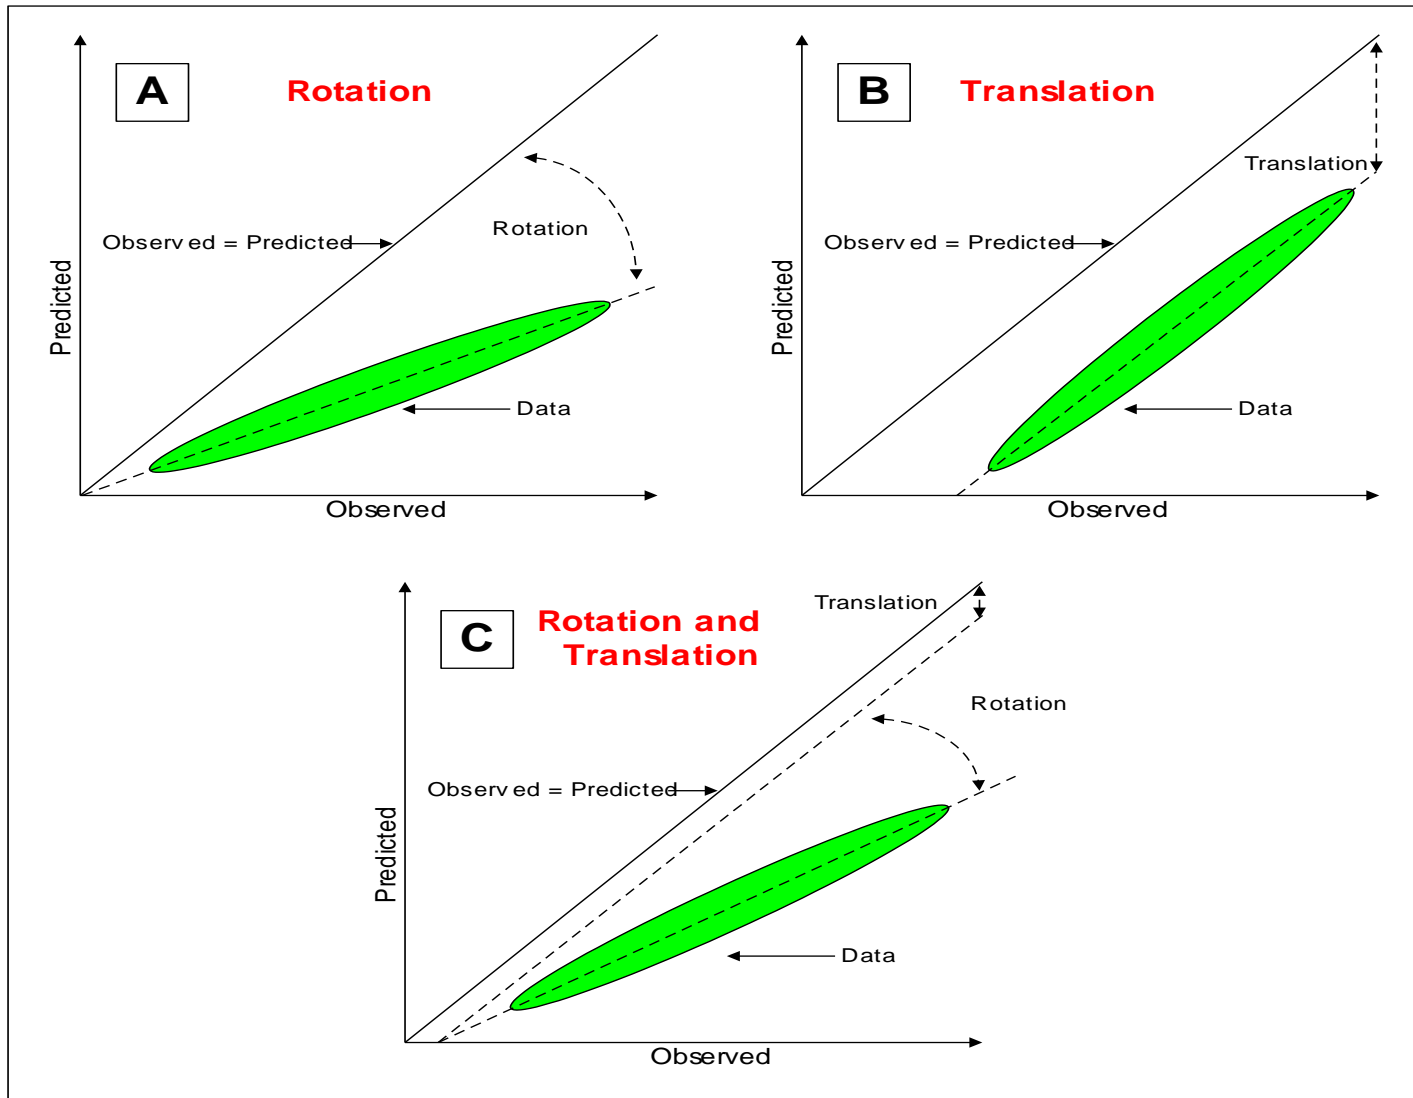 A
Rotation
Rotation
Observed = Predicted
Data
Predicted
Observed
B
Translation
Translation
Observed = Predicted
Data
Predicted
Observed
C
Rotation and
Translation
Translation
Rotation
Observed = Predicted
Data
Predicted
Observed